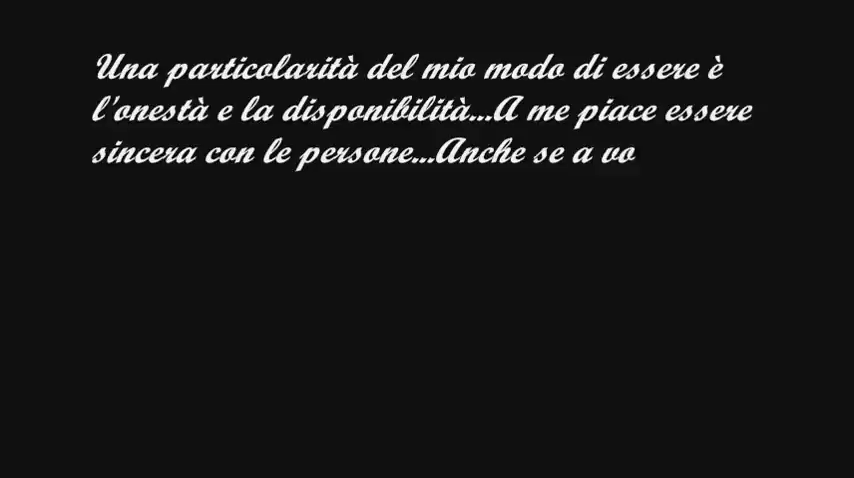 Una particolarità del mio modo di essere è
l'onestà e la disponibilità...A me piace essere
sincera con le persone...Anche se a vo